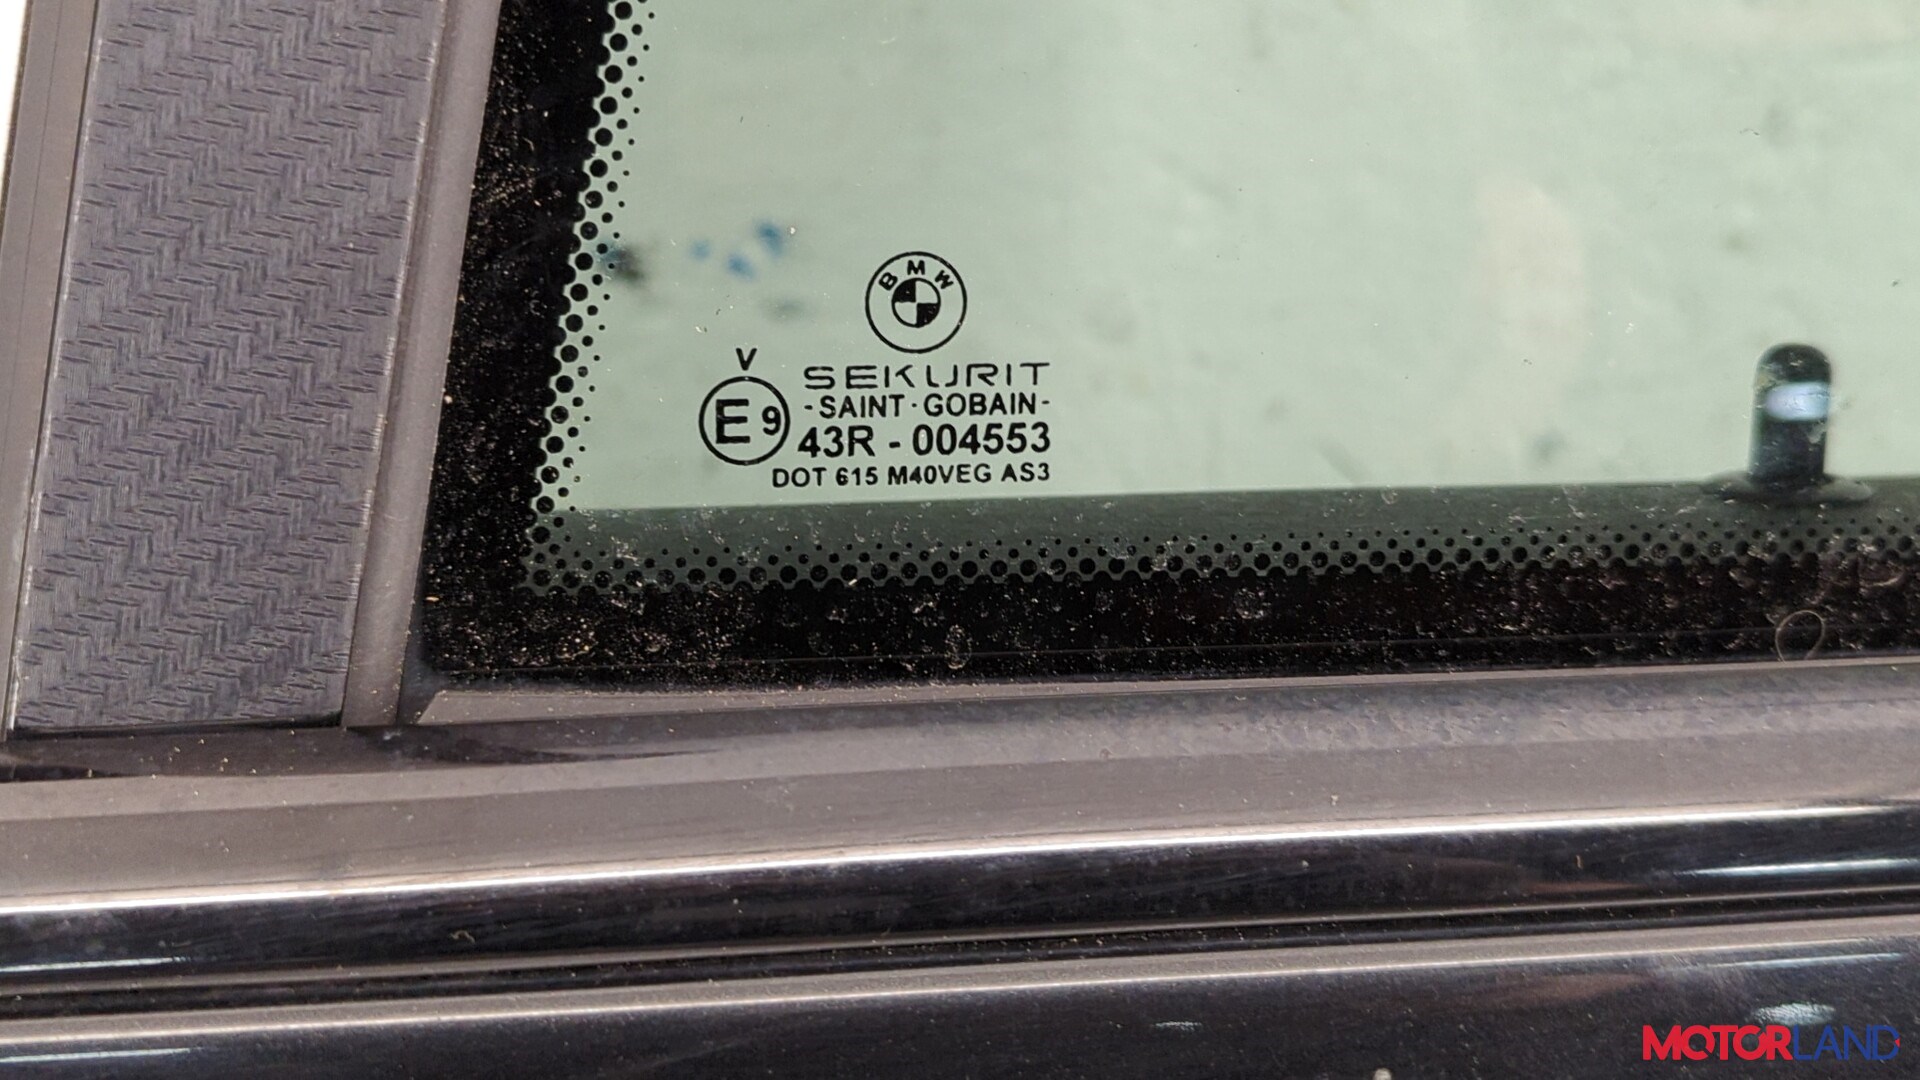 BMW
V
SEKURIT
- SAINT · GOBAIN -
E9
43R - 004553
DOT 615 M40VEG AS3
MOTORLAND